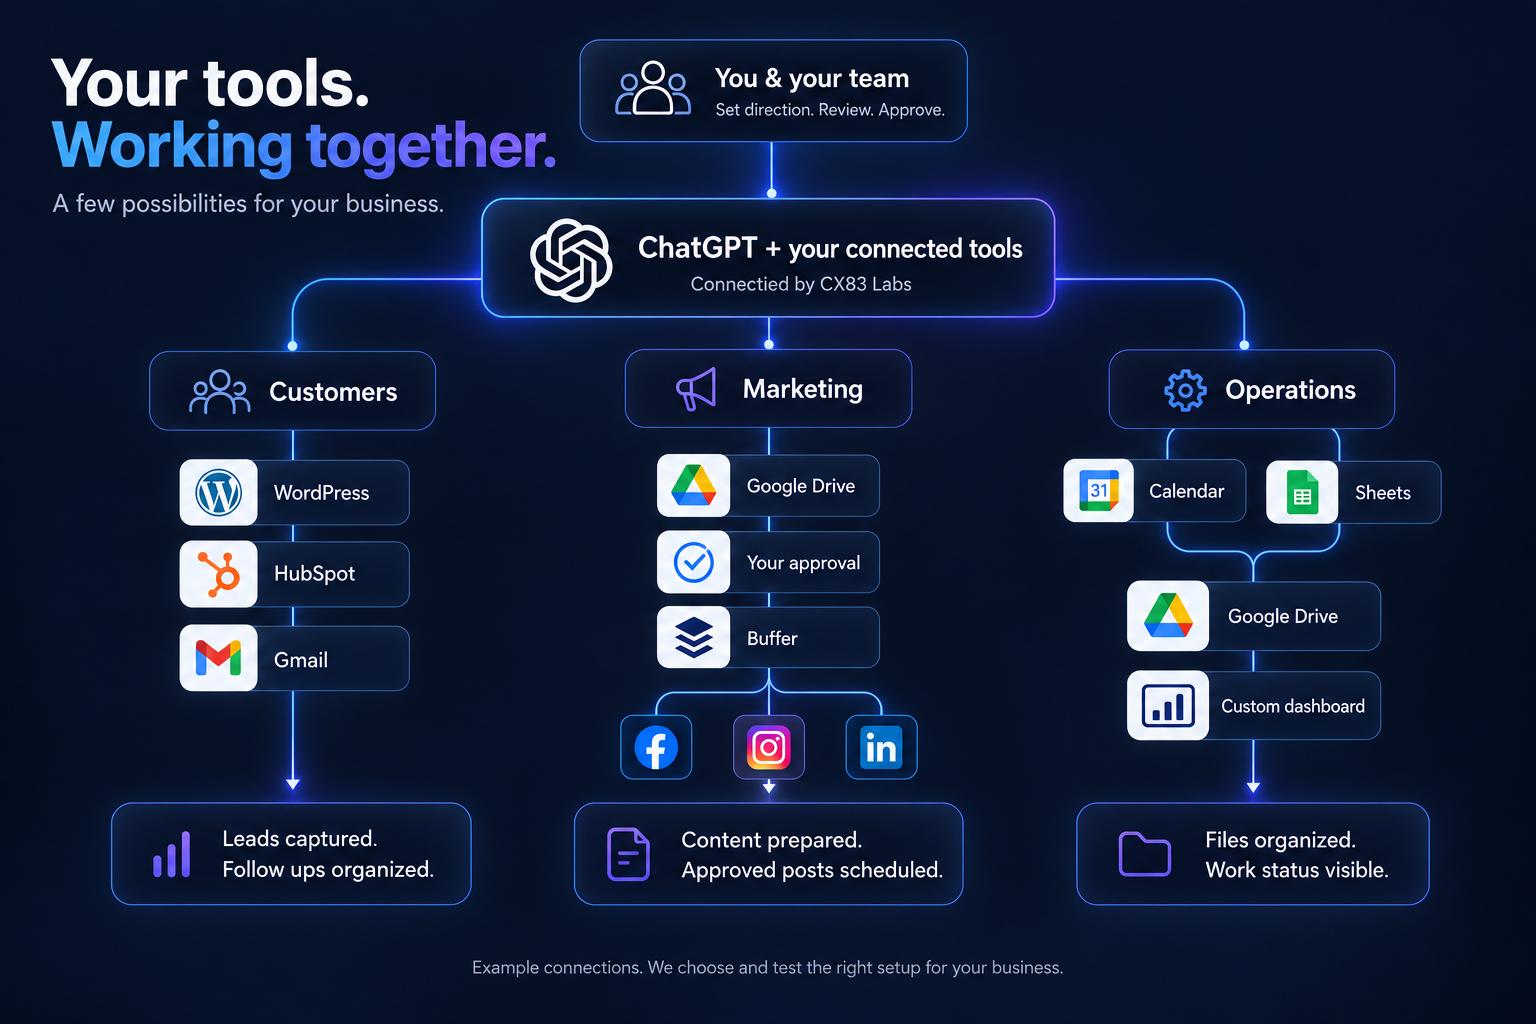 Your tools.
Working together.
A few possibilities for your business.
You & your team
Set direction. Review. Approve.
ChatGPT + your connected tools
Connectied by CX83 Labs
Customers
WordPress
HubSpot
Gmail
Leads captured.
Follow ups organized.
Marketing
Google Drive
Your approval
Buffer
f
in
Content prepared.
Approved posts scheduled.
Operations
31
Calendar
Sheets
Google Drive
Custom dashboard
Files organized.
Work status visible.
Example connections. We choose and test the right setup for your business.